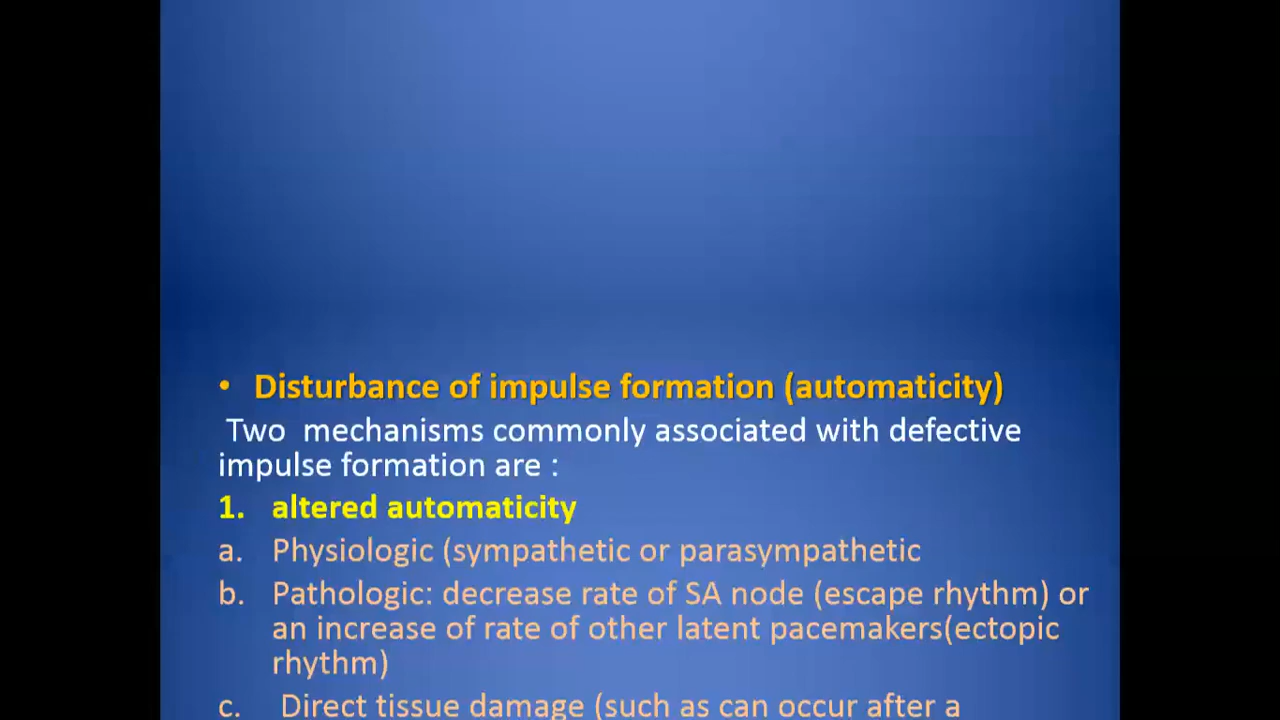 • Disturbance of impulse formation (automaticity)
Two  mechanisms commonly associated with defective
impulse formation are :
1. altered automaticity
a. Physiologic (sympathetic or parasympathetic
b. Pathologic: decrease rate of SA node (escape rhythm) or
an increase of rate of other latent pacemakers(ectopic
rhythm)
c. Direct tissue damage (such as can occur after a